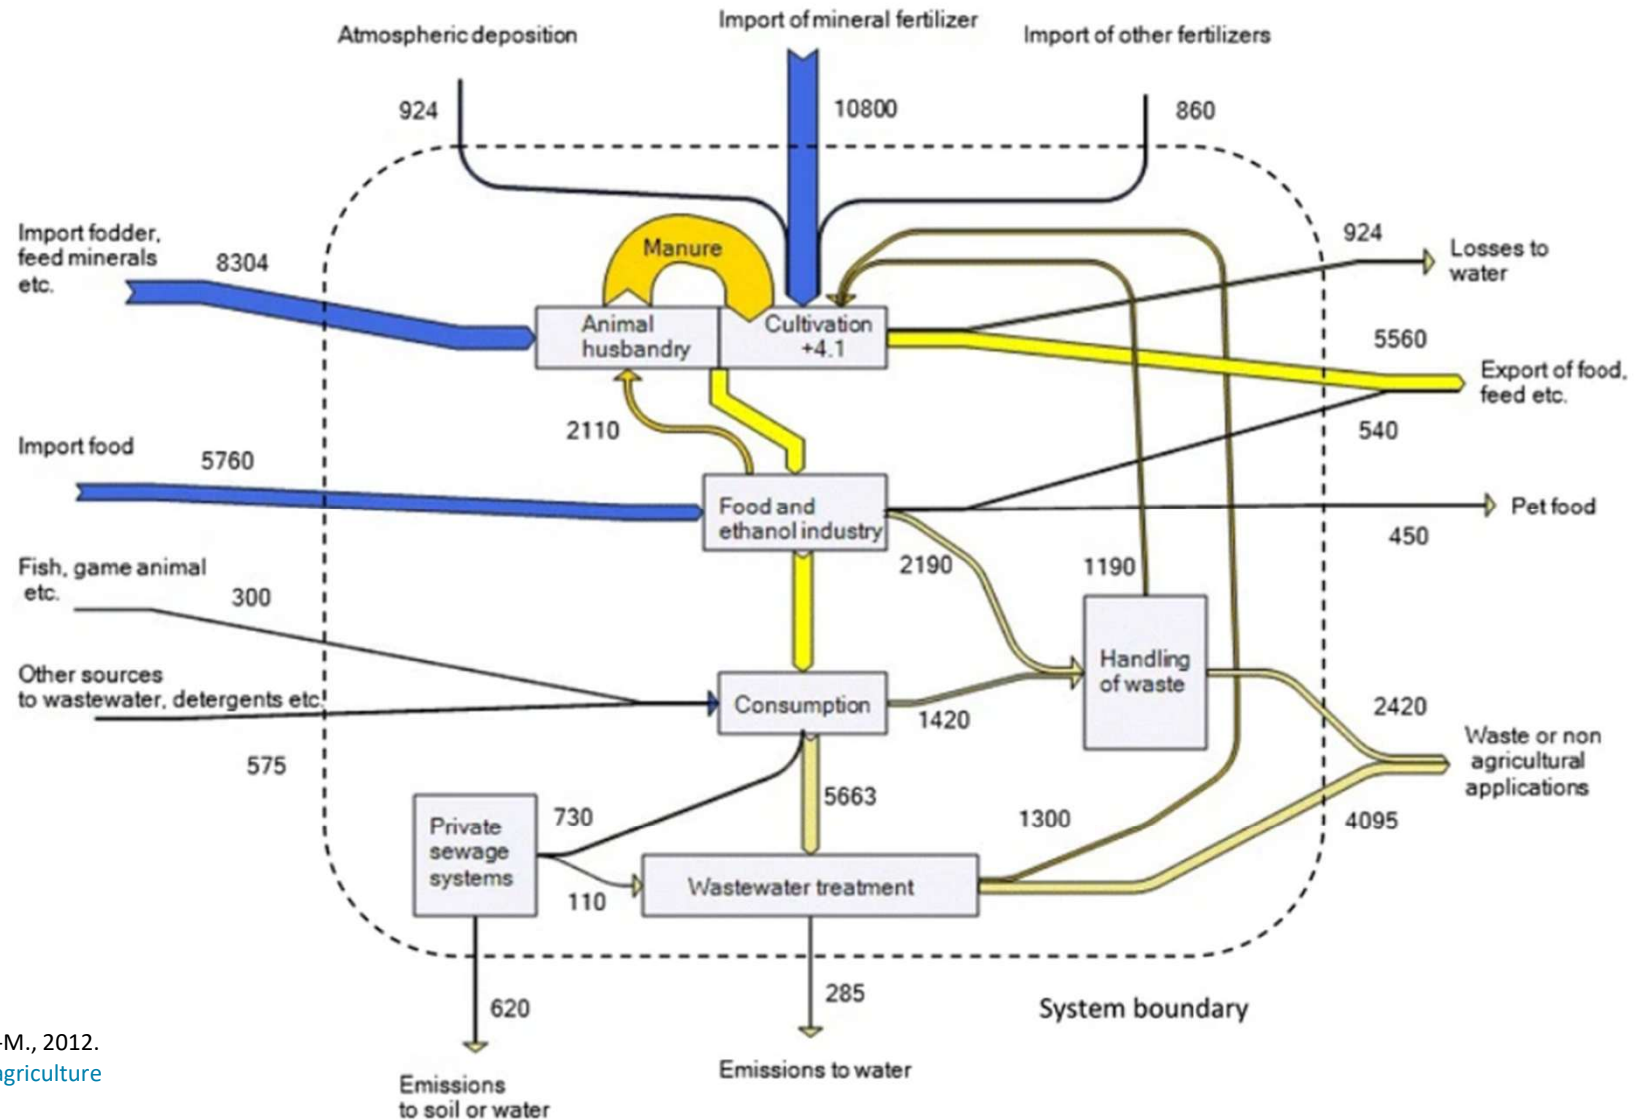 Atmospheric deposition
Import of mineral fertilizer
Import of other fertilizers
924
10800
860
Import fodder,
feed minerals
etc.
8304
Manure
924
Losses to
water
Animal
husbandry
Cultivation
+4.1
5560
Export of food,
feed etc.
2110
540
Import food
5760
Food and
ethanol industry
Pet food
450
2190
1190
Fish, game animal
etc.
300
Handling
of waste
Other sources
to wastewater, detergents etc.
575
Consumption
1420
2420
Waste or non
agricultural
applications
5663
730
1300
4095
Private
sewage
systems
110
Wastewater treatment
620
285
System boundary
-M., 2012.
agriculture
Emissions
to soil or water
Emissions to water